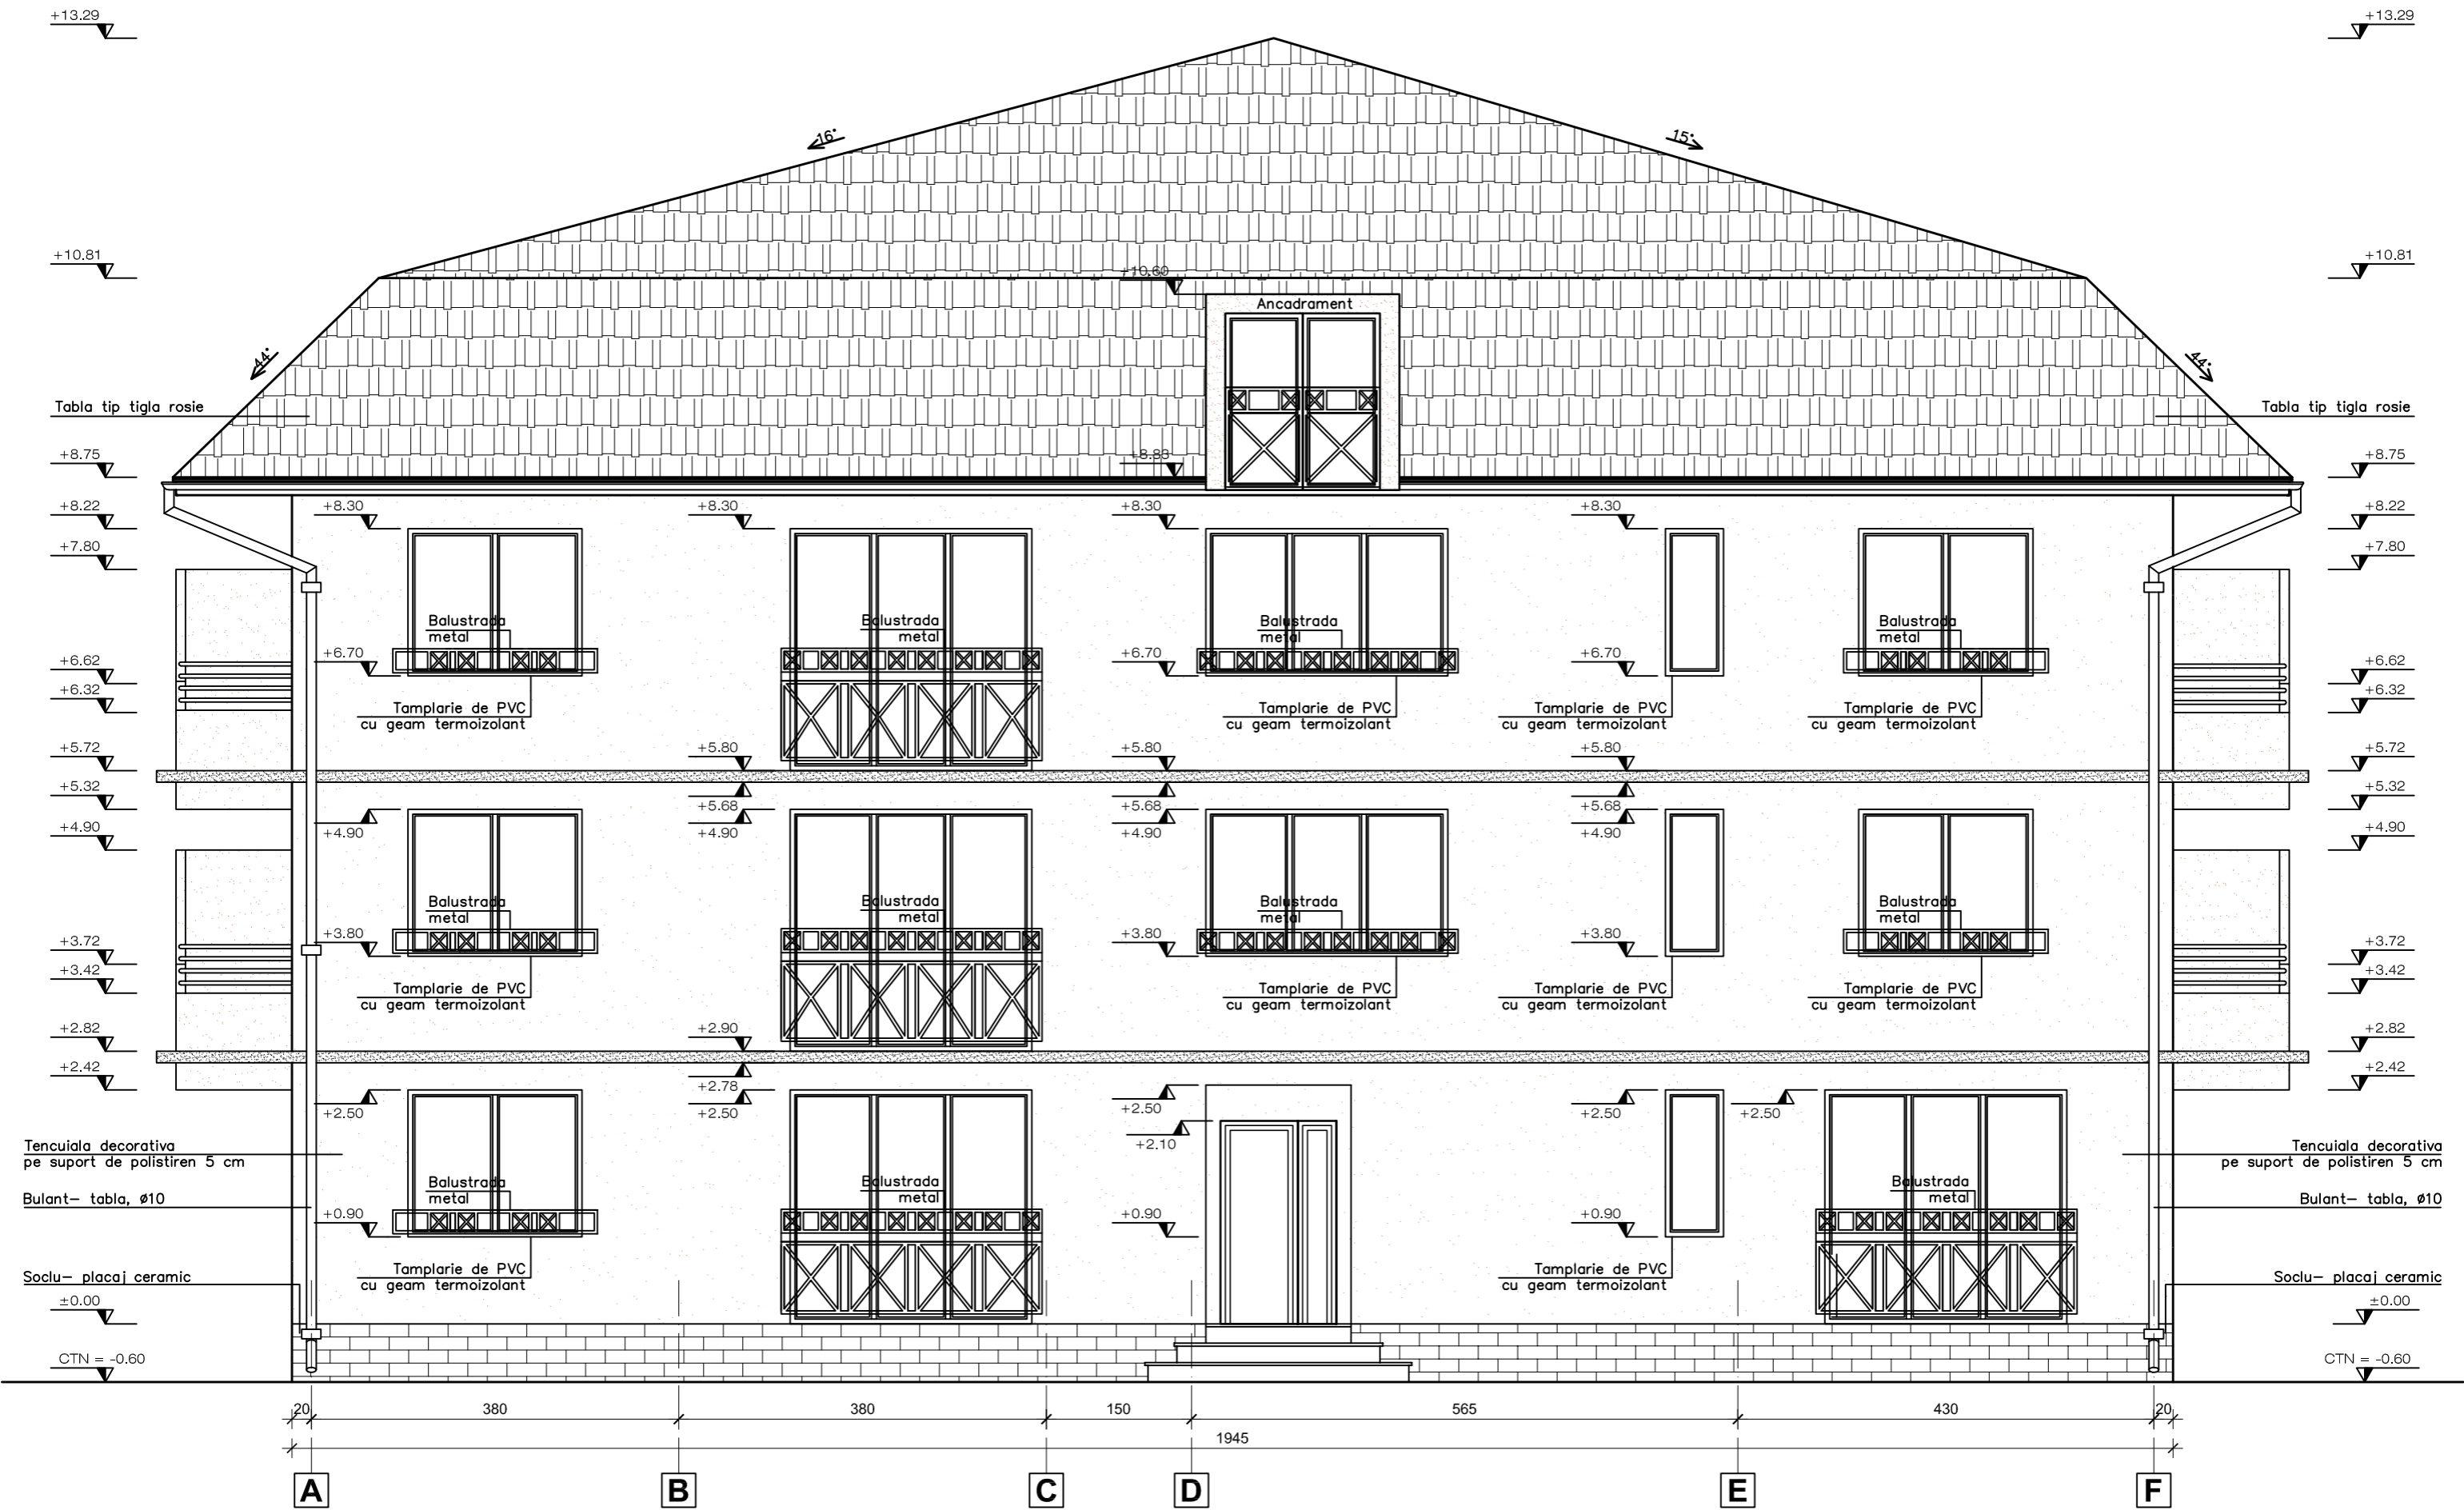 +13.29 +13.29
16°
15°
+10.81 +10.81
+10.60
Ancadrament
44°
44°
Tabla tip tigla rosie Tabla tip tigla rosie
+8.75 +8.83 +8.75
+8.22 +8.30 +8.30 +8.30 +8.30 +8.22
+7.80 +7.80
Balustrada Balustrada Balustrada Balustrada
metal metal metal metal
+6.62 +6.70 +6.70 +6.70 +6.62
+6.32 +6.32
Tamplarie de PVC Tamplarie de PVC Tamplarie de PVC Tamplarie de PVC
cu geam termoizolant cu geam termoizolant cu geam termoizolant cu geam termoizolant
+5.72 +5.80 +5.80 +5.80 +5.72
+5.32 +5.68 +5.68 +5.68 +5.32
+4.90 +4.90 +4.90 +4.90 +4.90 +4.90
Balustrada Balustrada Balustrada Balustrada
metal metal metal metal
+3.72 +3.80 +3.80 +3.80 +3.72
+3.42 +3.42
Tamplarie de PVC Tamplarie de PVC Tamplarie de PVC Tamplarie de PVC
cu geam termoizolant cu geam termoizolant cu geam termoizolant cu geam termoizolant
+2.82 +2.90 +2.82
+2.42 +2.78 +2.42
+2.50 +2.50 +2.50 +2.50 +2.50
+2.10
Tencuiala decorativa Tencuiala decorativa
pe suport de polistiren 5 cm pe suport de polistiren 5 cm
Balustrada Balustrada Balustrada
metal metal metal
Bulant- tabla, ø10 Bulant- tabla, ø10
+0.90 +0.90 +0.90
Tamplarie de PVC Tamplarie de PVC
cu geam termoizolant cu geam termoizolant
Soclu- placaj ceramic Soclu- placaj ceramic
±0.00 ±0.00
CTN = -0.60 CTN = -0.60
20 380 380 150 565 430 20
1945
A B C D E F